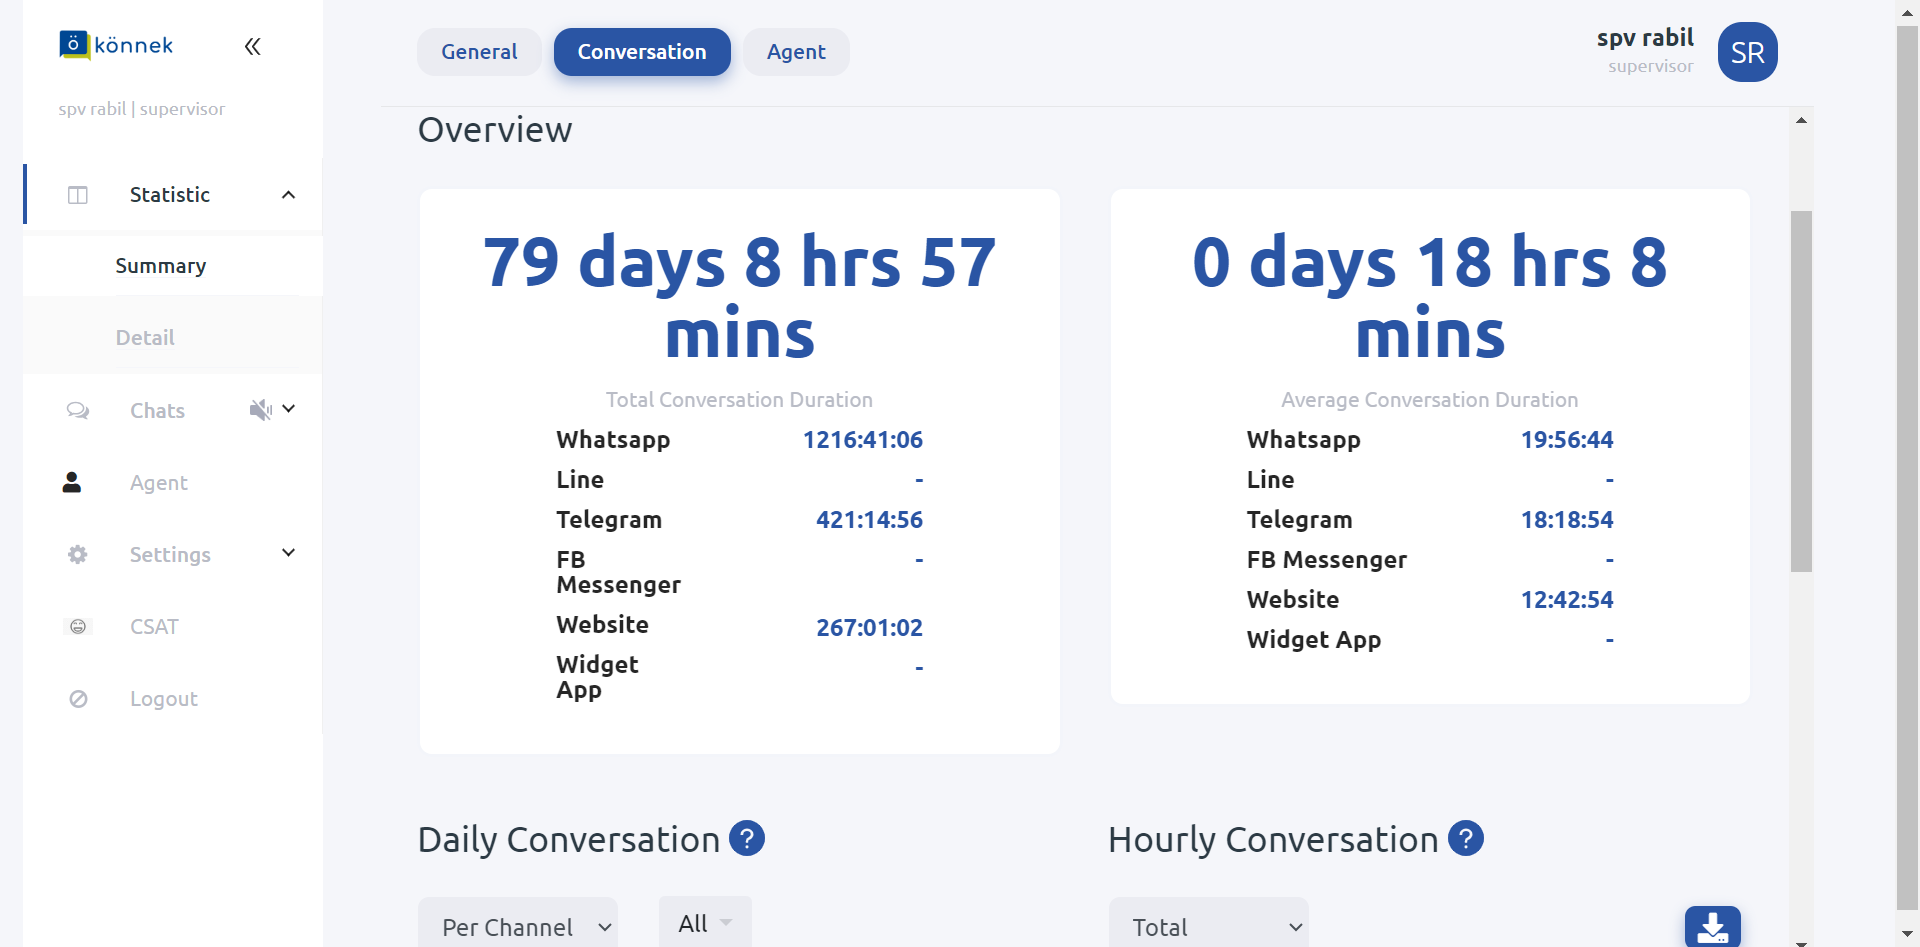 könnek
spv rabil | supervisor
Statistic
Summary
Detail
Chats
Agent
Settings
CSAT
Logout
General
Conversation
Agent
spv rabil
supervisor
SR
Overview
79 days 8 hrs 57
mins
Total Conversation Duration
Whatsapp 1216:41:06
Line -
Telegram 421:14:56
FB
Messenger -
Website 267:01:02
Widget
App -
0 days 18 hrs 8
mins
Average Conversation Duration
Whatsapp 19:56:44
Line -
Telegram 18:18:54
FB Messenger -
Website 12:42:54
Widget App -
Daily Conversation ?
Per Channel
All
Hourly Conversation ?
Total